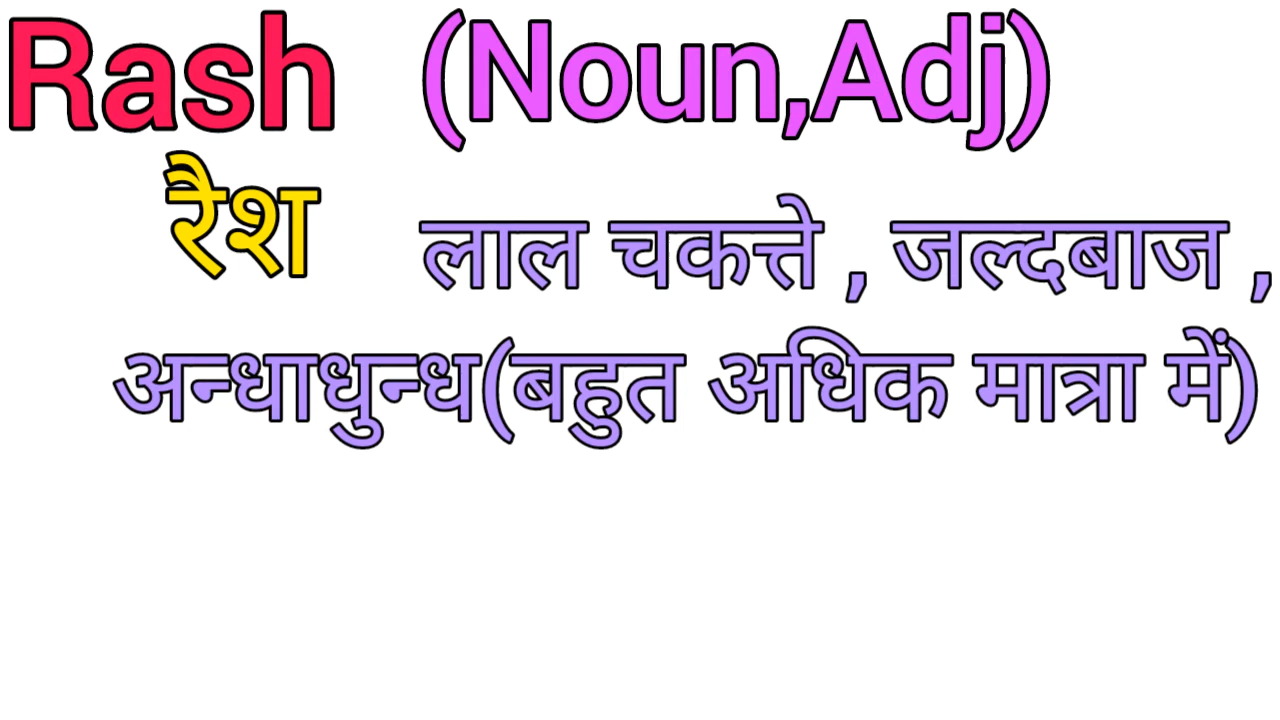 Rash (Noun,Adj)
रैश लाल चकत्ते , जल्दबाज ,
अन्धाधुन्ध(बहुत अधिक मात्रा में)